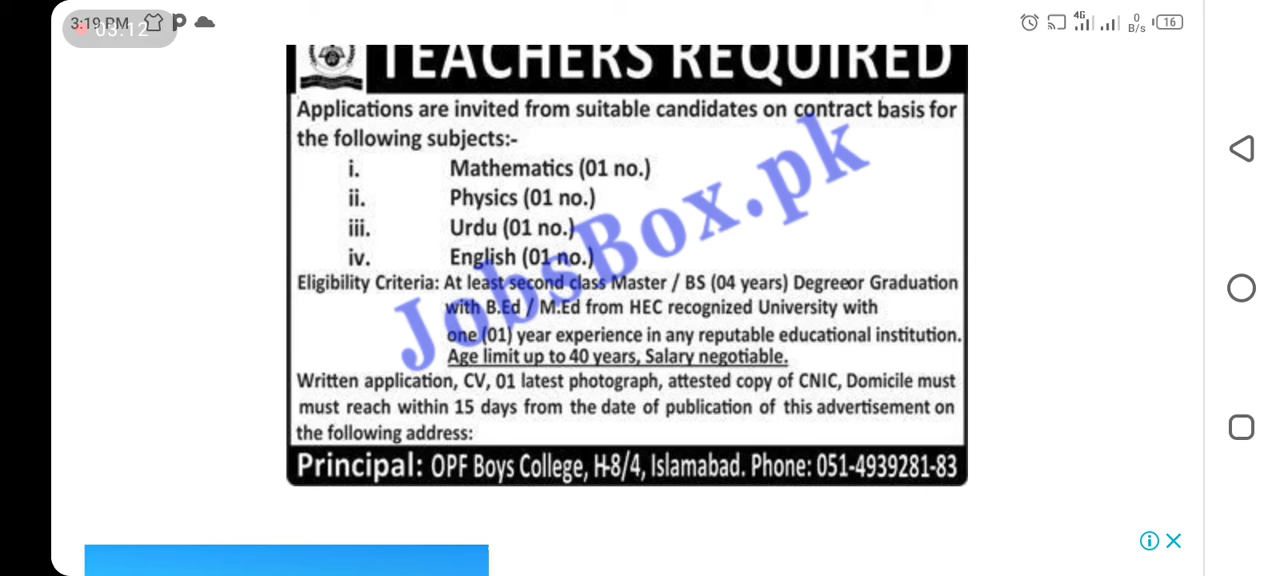 3:19 PM
03:12
4G
0 B/s
16
TEACHERS REQUIRED
Applications are invited from suitable candidates on contract basis for
the following subjects:-
i. Mathematics (01 no.)
ii. Physics (01 no.)
iii. Urdu (01 no.)
iv. English (01 no.)
Eligibility Criteria: At least second class Master / BS (04 years) Degreeor Graduation
with B.Ed / M.Ed from HEC recognized University with
one (01) year experience in any reputable educational institution.
Age limit up to 40 years, Salary negotiable.
Written application, CV, 01 latest photograph, attested copy of CNIC, Domicile must
must reach within 15 days from the date of publication of this advertisement on
the following address:
Principal: OPF Boys College, H-8/4, Islamabad. Phone: 051-4939281-83
JobsBox.pk